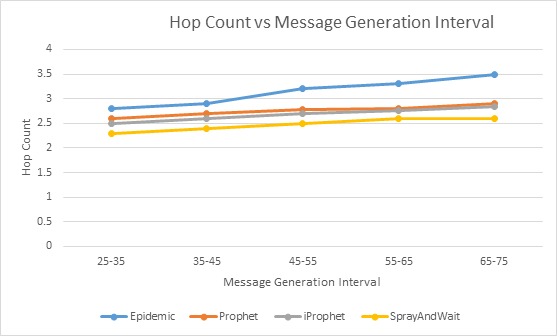 Hop Count vs Message Generation Interval
4
3.5
3
2.5
2
1.5
1
0.5
0
Hop Count
25-35 35-45 45-55 55-65 65-75
Message Generation Interval
Epidemic Prophet iProphet SprayAndWait